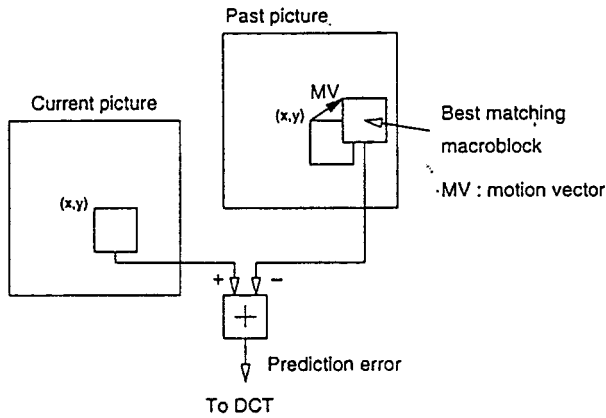 Past picture
Current picture
MV
(x,y)
Best matching
macroblock
MV : motion vector
(x,y)
+ −
+
Prediction error
To DCT